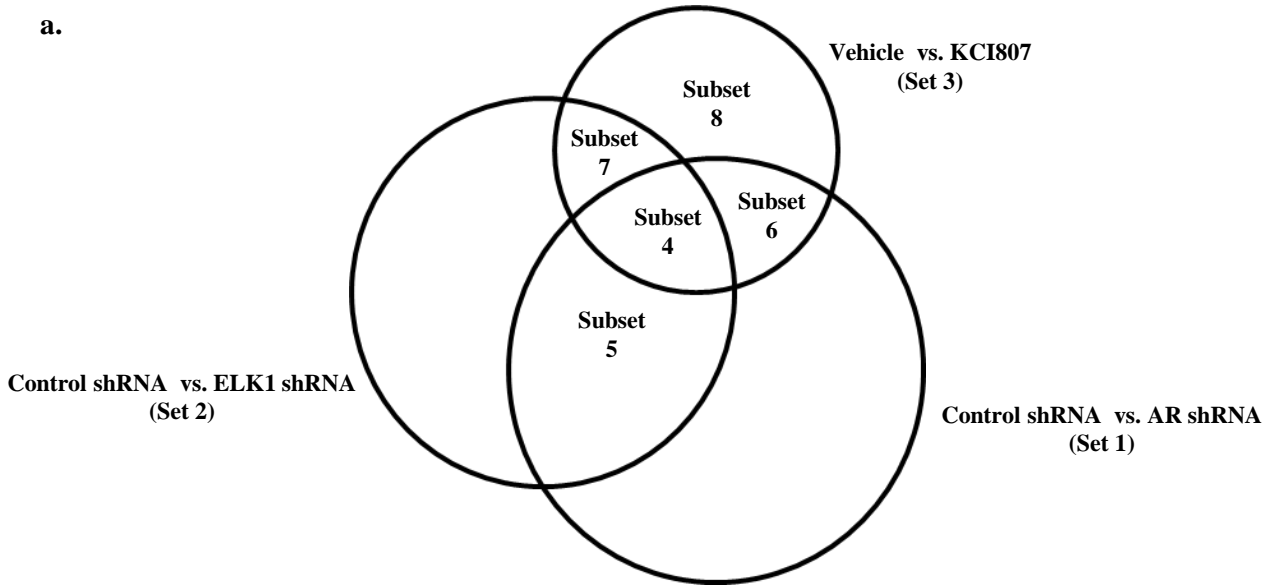 a.
Vehicle vs. KCI807
(Set 3)
Subset
8
Subset
7
Subset
6
Subset
4
Subset
5
Control shRNA vs. ELK1 shRNA
(Set 2)
Control shRNA vs. AR shRNA
(Set 1)